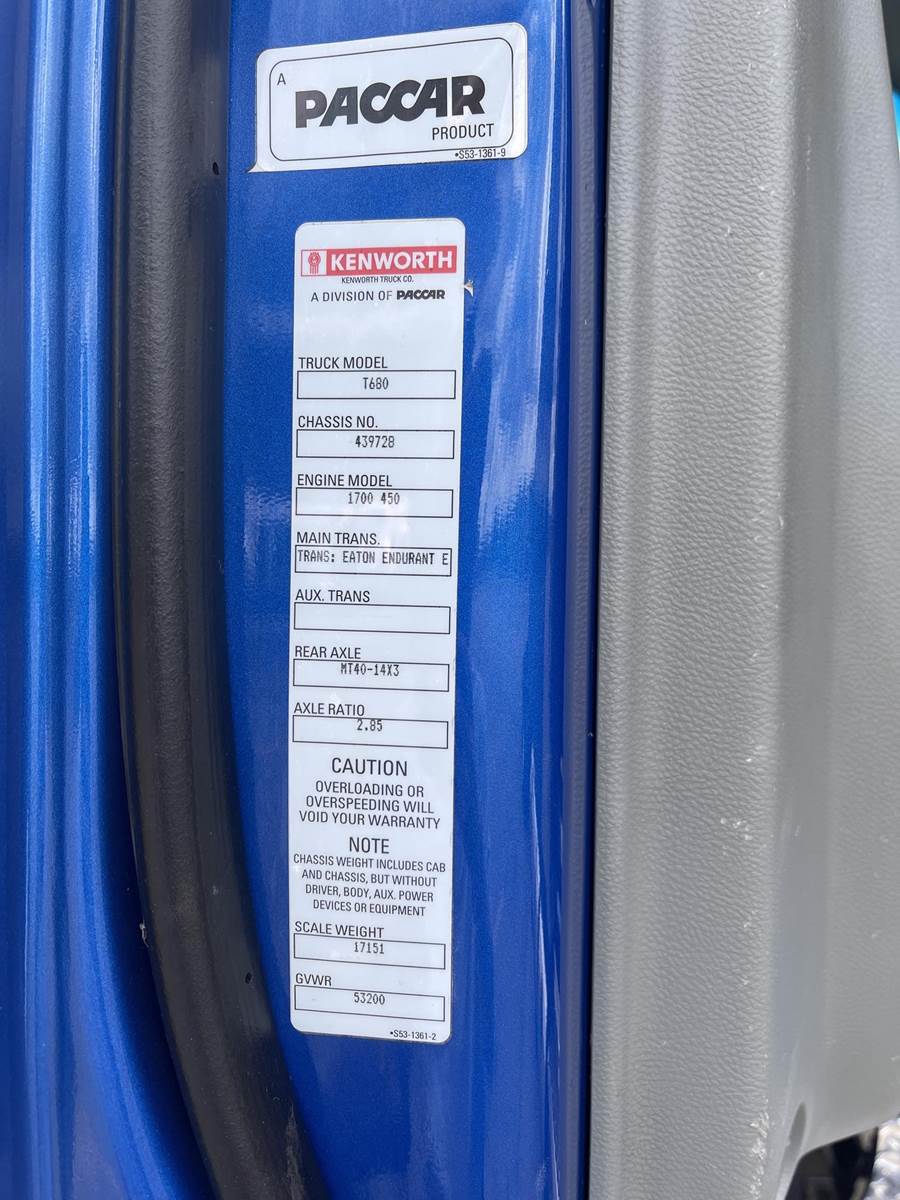 A
PACCAR
PRODUCT
•S53-1361-9
KENWORTH
KENWORTH TRUCK CO.
A DIVISION OF PACCAR
TRUCK MODEL
T680
CHASSIS NO.
439728
ENGINE MODEL
1700 450
MAIN TRANS.
TRANS: EATON ENDURANT E
AUX. TRANS
REAR AXLE
MT40-14X3
AXLE RATIO
2.85
CAUTION
OVERLOADING OR
OVERSPEEDING WILL
VOID YOUR WARRANTY
NOTE
CHASSIS WEIGHT INCLUDES CAB
AND CHASSIS, BUT WITHOUT
DRIVER, BODY, AUX. POWER
DEVICES OR EQUIPMENT
SCALE WEIGHT
17151
GVWR
53200
•S53-1361-2